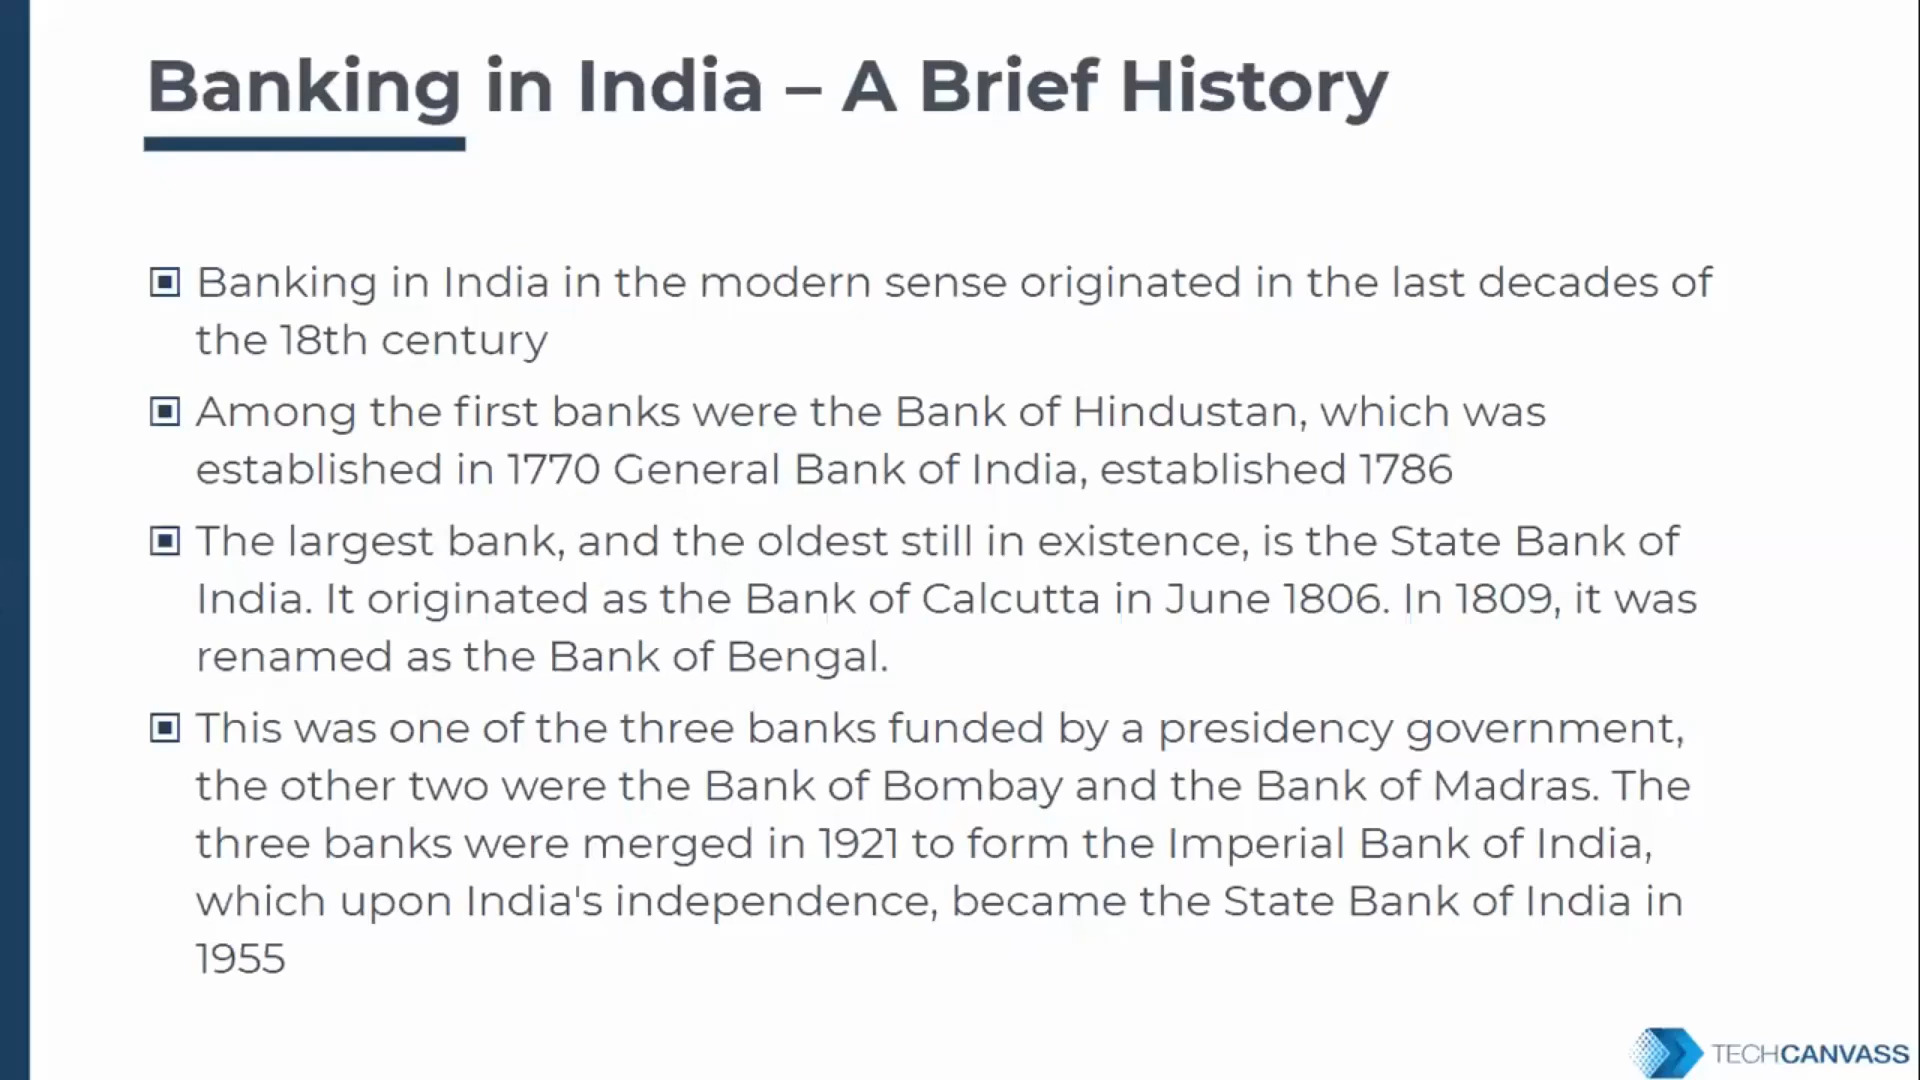 Banking in India – A Brief History
Banking in India in the modern sense originated in the last decades of
the 18th century
Among the first banks were the Bank of Hindustan, which was
established in 1770 General Bank of India, established 1786
The largest bank, and the oldest still in existence, is the State Bank of
India. It originated as the Bank of Calcutta in June 1806. In 1809, it was
renamed as the Bank of Bengal.
This was one of the three banks funded by a presidency government,
the other two were the Bank of Bombay and the Bank of Madras. The
three banks were merged in 1921 to form the Imperial Bank of India,
which upon India's independence, became the State Bank of India in
1955
TECHCANVASS